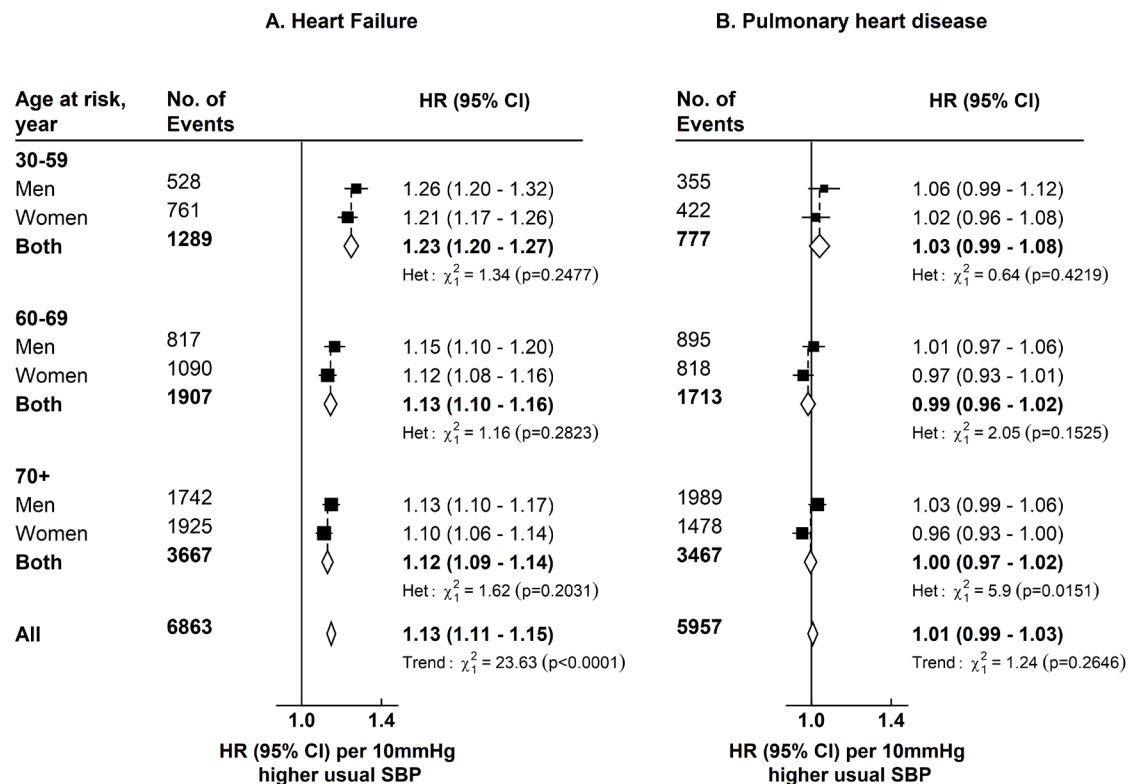 A. Heart Failure B. Pulmonary heart disease
Age at risk, No. of HR (95% CI) No. of HR (95% CI)
year Events Events
30-59
Men 528 1.26 (1.20 - 1.32) 355 1.06 (0.99 - 1.12)
Women 761 1.21 (1.17 - 1.26) 422 1.02 (0.96 - 1.08)
Both 1289 1.23 (1.20 - 1.27) 777 1.03 (0.99 - 1.08)
Het : χ²₁ = 1.34 (p=0.2477) Het : χ²₁ = 0.64 (p=0.4219)
60-69
Men 817 1.15 (1.10 - 1.20) 895 1.01 (0.97 - 1.06)
Women 1090 1.12 (1.08 - 1.16) 818 0.97 (0.93 - 1.01)
Both 1907 1.13 (1.10 - 1.16) 1713 0.99 (0.96 - 1.02)
Het : χ²₁ = 1.16 (p=0.2823) Het : χ²₁ = 2.05 (p=0.1525)
70+
Men 1742 1.13 (1.10 - 1.17) 1989 1.03 (0.99 - 1.06)
Women 1925 1.10 (1.06 - 1.14) 1478 0.96 (0.93 - 1.00)
Both 3667 1.12 (1.09 - 1.14) 3467 1.00 (0.97 - 1.02)
Het : χ²₁ = 1.62 (p=0.2031) Het : χ²₁ = 5.9 (p=0.0151)
All 6863 1.13 (1.11 - 1.15) 5957 1.01 (0.99 - 1.03)
Trend : χ²₁ = 23.63 (p<0.0001) Trend : χ²₁ = 1.24 (p=0.2646)
1.0 1.4 1.0 1.4
HR (95% CI) per 10mmHg HR (95% CI) per 10mmHg
higher usual SBP higher usual SBP